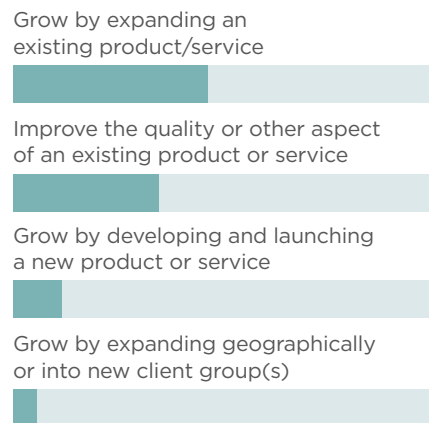 Grow by expanding an
existing product/service
Improve the quality or other aspect
of an existing product or service
Grow by developing and launching
a new product or service
Grow by expanding geographically
or into new client group(s)